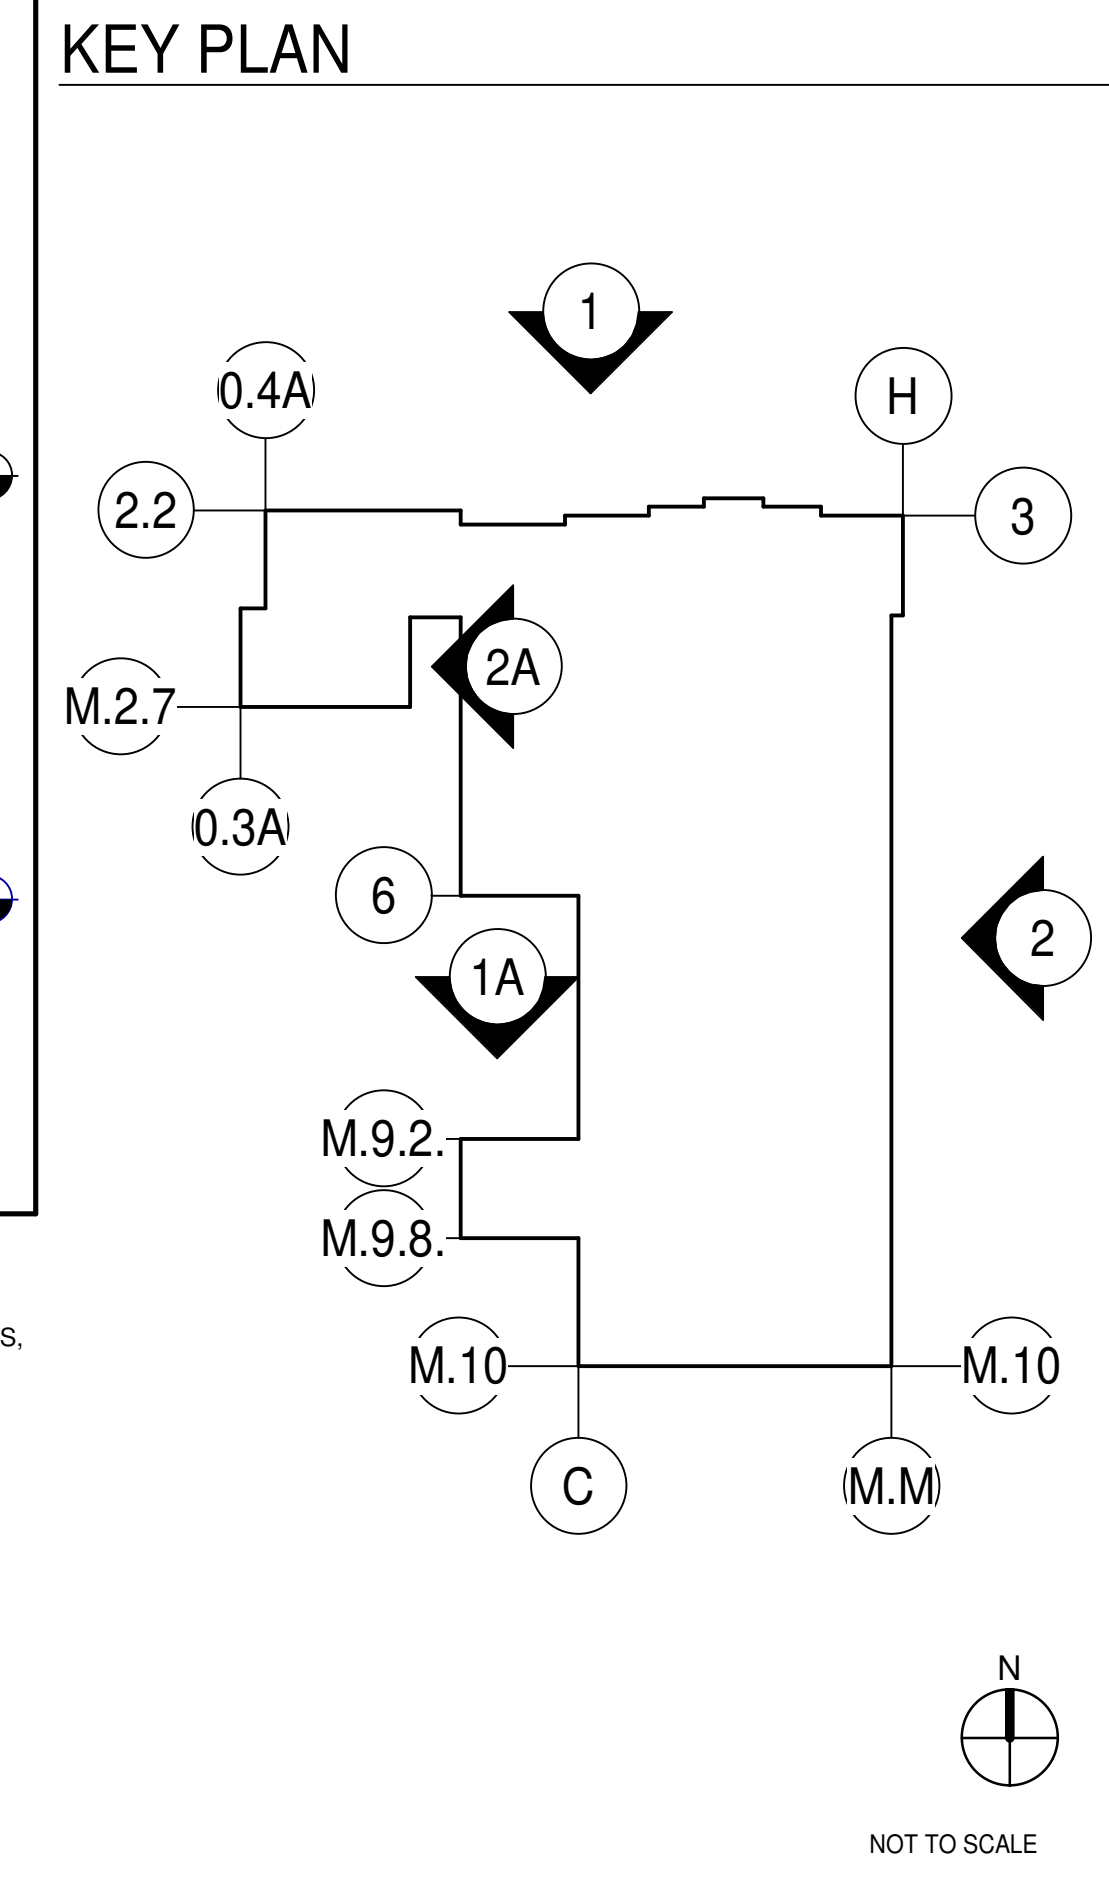 KEY PLAN
1
0.4A
H
2.2
3
2A
M.2.7
0.3A
6
2
1A
M.9.2.
M.9.8.
S,
M.10
M.10
C
M.M
N
NOT TO SCALE